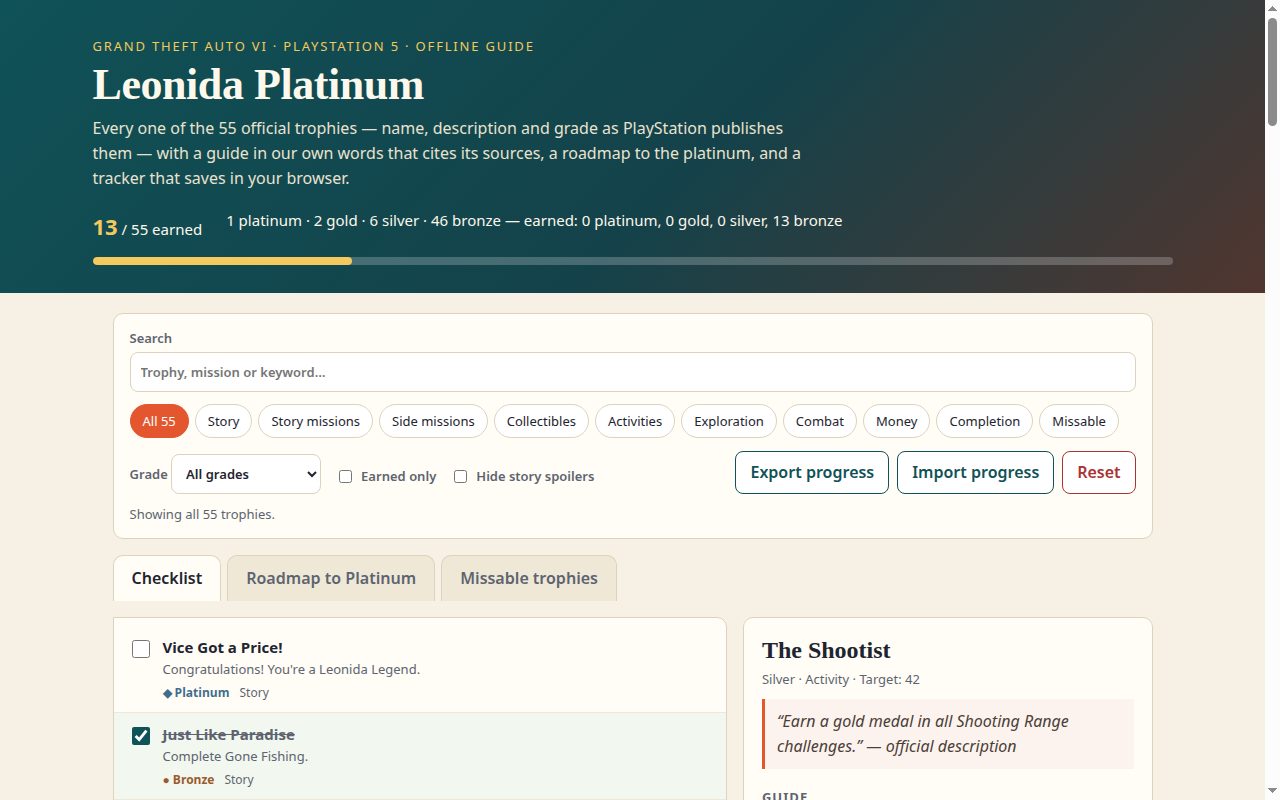 GRAND THEFT AUTO VI · PLAYSTATION 5 · OFFLINE GUIDE
Leonida Platinum
Every one of the 55 official trophies — name, description and grade as PlayStation publishes
them — with a guide in our own words that cites its sources, a roadmap to the platinum, and a
tracker that saves in your browser.
13 / 55 earned
1 platinum · 2 gold · 6 silver · 46 bronze — earned: 0 platinum, 0 gold, 0 silver, 13 bronze
Search
Trophy, mission or keyword...
All 55 Story Story missions Side missions Collectibles Activities Exploration Combat Money Completion Missable
Grade All grades Earned only Hide story spoilers Export progress Import progress Reset
Showing all 55 trophies.
Checklist Roadmap to Platinum Missable trophies
Vice Got a Price!
Congratulations! You're a Leonida Legend.
◆ Platinum Story
Just Like Paradise
Complete Gone Fishing.
● Bronze Story
The Shootist
Silver · Activity · Target: 42
“Earn a gold medal in all Shooting Range
challenges.” — official description
GUIDE